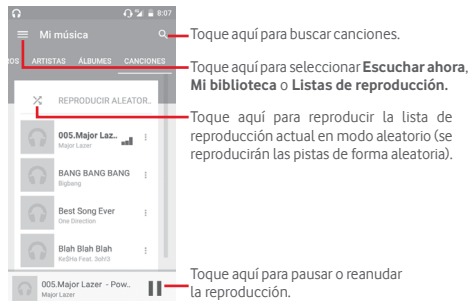 8:07
Mi música
OS ARTISTAS ÁLBUMES CANCIONES
REPRODUCIR ALEATOR..
005.Major Laz..
Major Lazer
BANG BANG BANG
Bigbang
Best Song Ever
One Direction
Blah Blah Blah
Ke$Ha Feat. 3oh!3
005.Major Lazer - Pow..
Major Lazer
Toque aquí para buscar canciones.
Toque aquí para seleccionar Escuchar ahora,
Mi biblioteca o Listas de reproducción.
Toque aquí para reproducir la lista de
reproducción actual en modo aleatorio (se
reproducirán las pistas de forma aleatoria).
Toque aquí para pausar o reanudar
la reproducción.